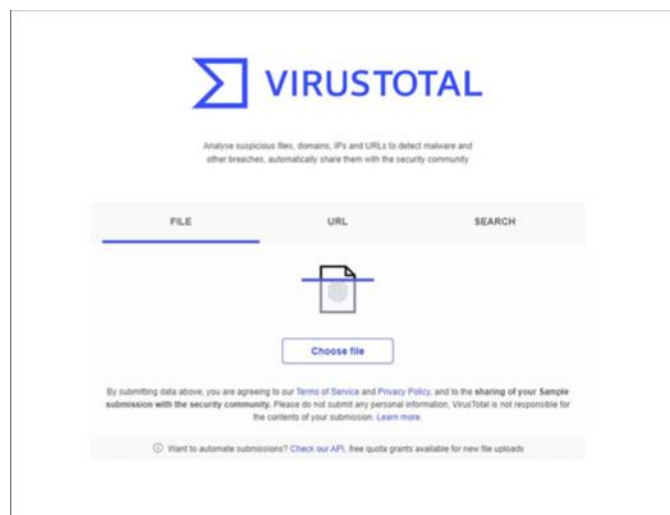 VIRUSTOTAL
Analyse suspicious files, domains, IPs and URLs to detect malware and
other breaches, automatically share them with the security community
FILE URL SEARCH
Choose file
By submitting data above, you are agreeing to our Terms of Service and Privacy Policy, and to the sharing of your Sample
submission with the security community. Please do not submit any personal information; VirusTotal is not responsible for
the contents of your submission. Learn more.
Want to automate submissions? Check our API, free quota grants available for new file uploads